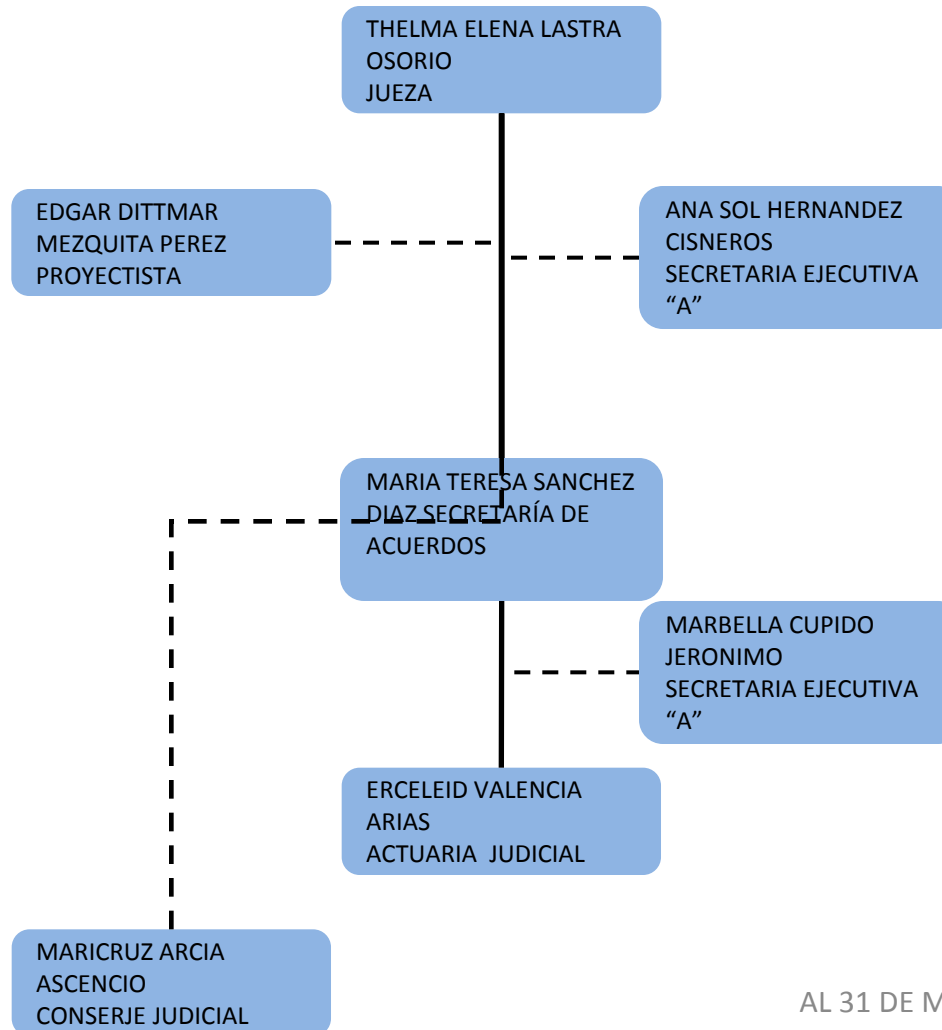 THELMA ELENA LASTRA
OSORIO
JUEZA
EDGAR DITTMAR
MEZQUITA PEREZ
PROYECTISTA
ANA SOL HERNANDEZ
CISNEROS
SECRETARIA EJECUTIVA
“A”
MARIA TERESA SANCHEZ
DIAZ SECRETARÍA DE
ACUERDOS
MARBELLA CUPIDO
JERONIMO
SECRETARIA EJECUTIVA
“A”
ERCELEID VALENCIA
ARIAS
ACTUARIA JUDICIAL
MARICRUZ ARCIA
ASCENCIO
CONSERJE JUDICIAL
AL 31 DE